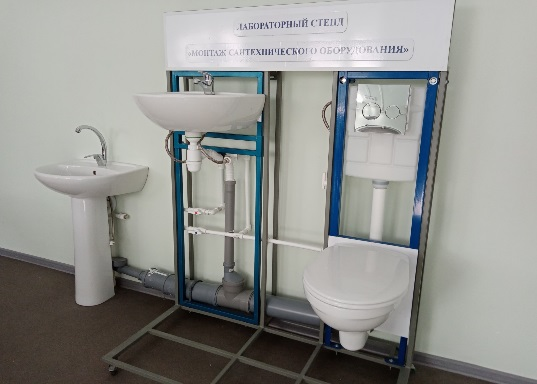 ЛАБОРАТОРНЫЙ СТЕНД
«МОНТАЖ САНТЕХНИЧЕСКОГО ОБОРУДОВАНИЯ»